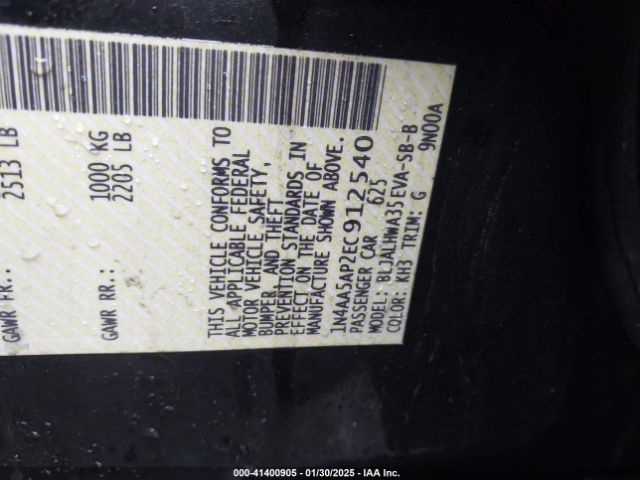 GAWR FR.: 2513 LB
GAWR RR.: 1000 KG
2205 LB
THIS VEHICLE CONFORMS TO
ALL APPLICABLE FEDERAL
MOTOR VEHICLE SAFETY,
BUMPER, AND THEFT
PREVENTION STANDARDS IN
EFFECT ON THE DATE OF
MANUFACTURE SHOWN ABOVE.
1N4AA5AP2EC912540
PASSENGER CAR 625
MODEL: BLJALHWA35EVA-SB-B
COLOR: KH3 TRIM: G 9N00A
000-41400905 - 01/30/2025 - IAA Inc.